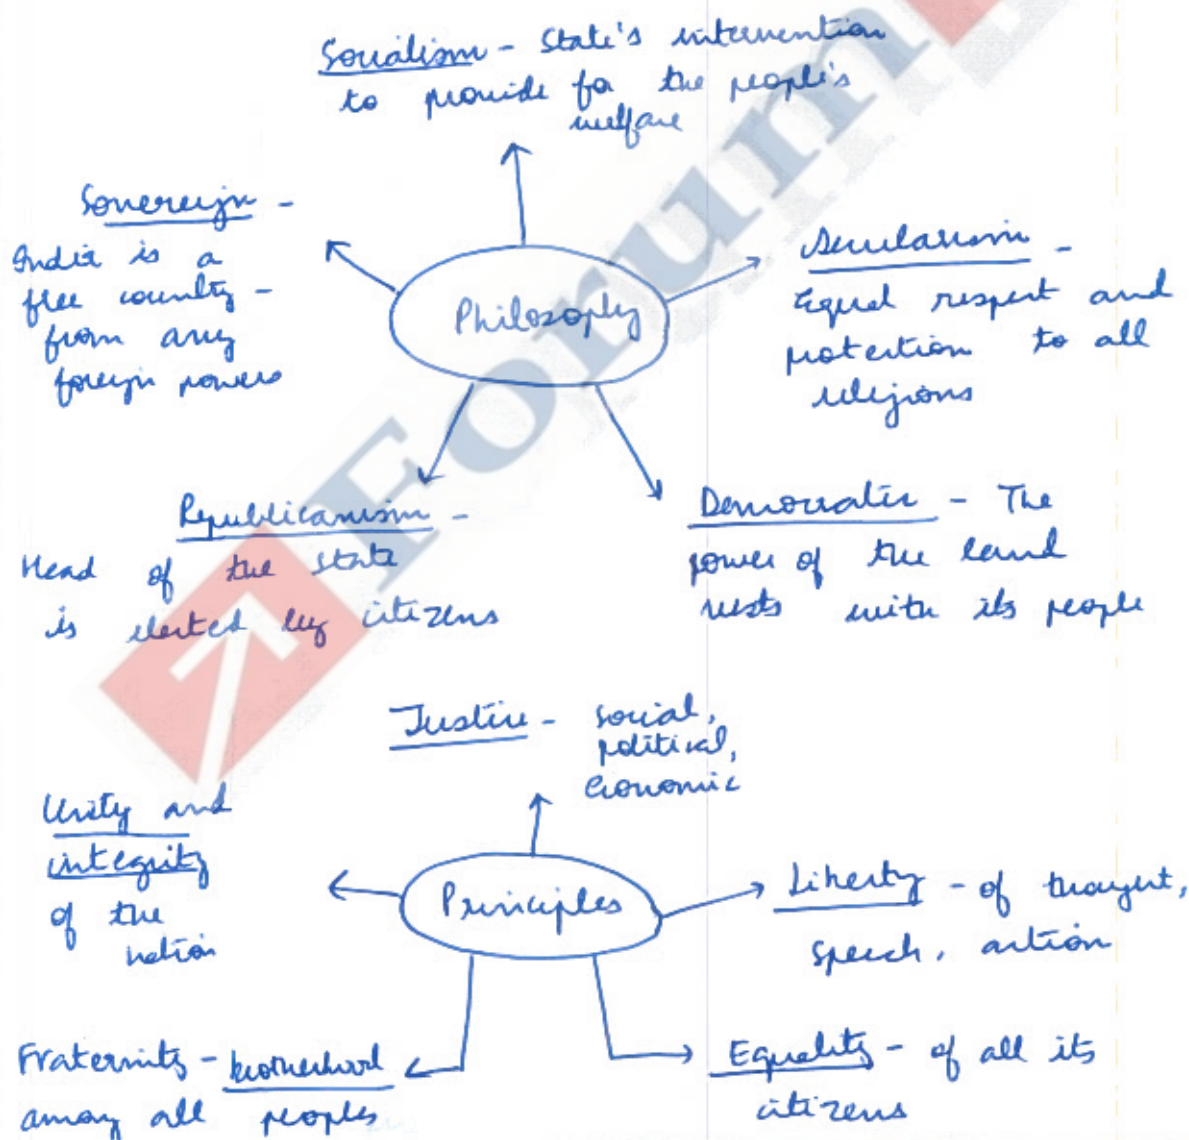 Socialism - State's intervention
to provide for the people's
welfare
Sovereign -
India is a
free country -
from any
foreign powers
Philosophy
Secularism -
Equal respect and
protection to all
religions
Republicanism -
Head of the state
is elected by citizens
Democratic - The
power of the land
rests with its people
Justice - social,
political,
economic
Unity and
integrity
of the
nation
Principles
Liberty - of thought,
speech, action
Fraternity - brotherhood
among all peoples
Equality - of all its
citizens
Forum